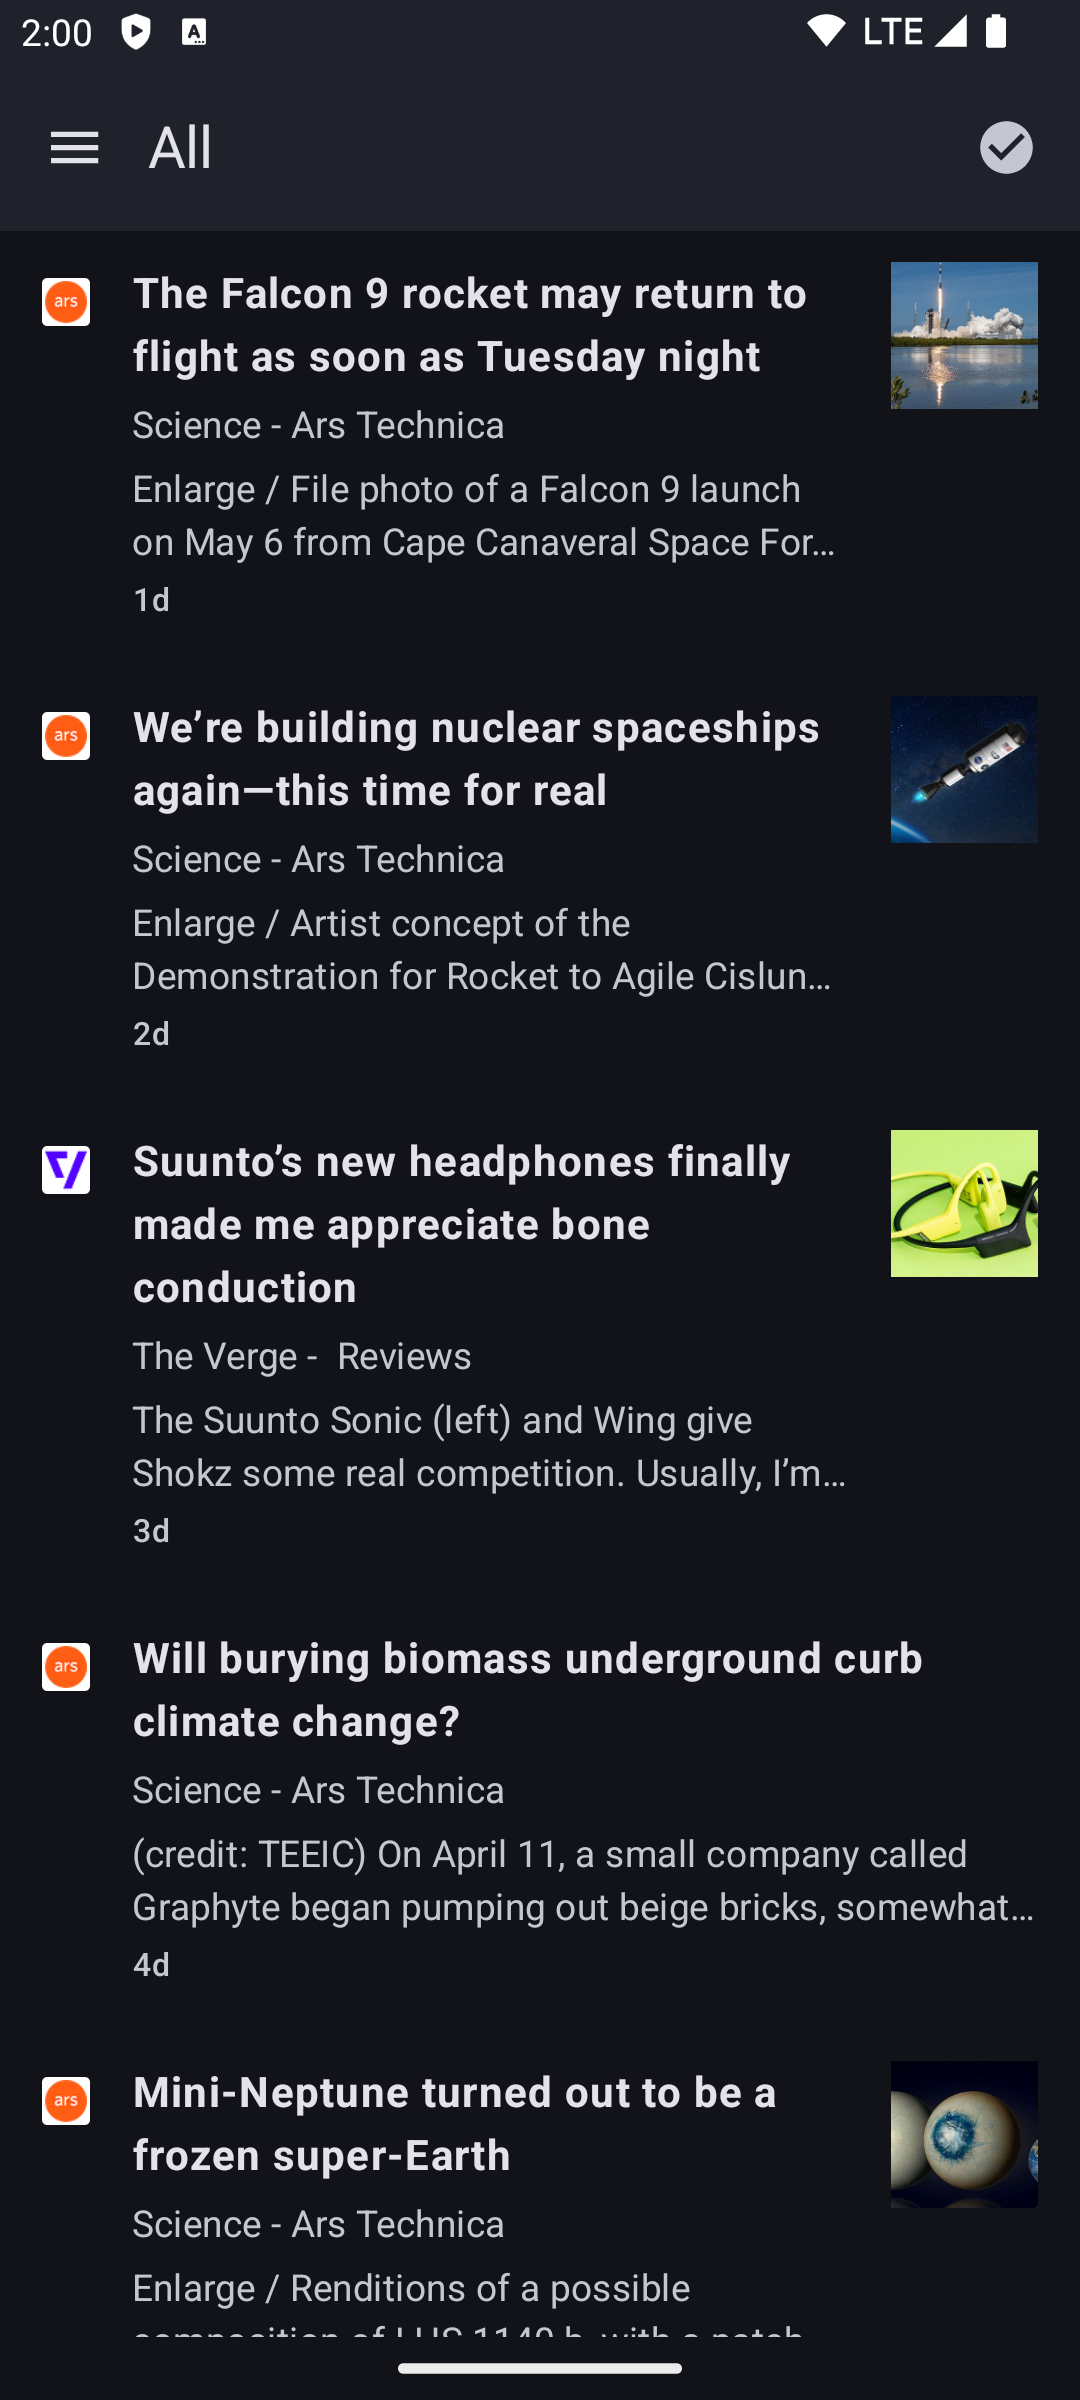 2:00
LTE
All
ars
The Falcon 9 rocket may return to
flight as soon as Tuesday night
Science - Ars Technica
Enlarge / File photo of a Falcon 9 launch
on May 6 from Cape Canaveral Space For…
1d
ars
We’re building nuclear spaceships
again—this time for real
Science - Ars Technica
Enlarge / Artist concept of the
Demonstration for Rocket to Agile Cislun…
2d
Suunto’s new headphones finally
made me appreciate bone
conduction
The Verge -  Reviews
The Suunto Sonic (left) and Wing give
Shokz some real competition. Usually, I’m…
3d
ars
Will burying biomass underground curb
climate change?
Science - Ars Technica
(credit: TEEIC) On April 11, a small company called
Graphyte began pumping out beige bricks, somewhat…
4d
ars
Mini-Neptune turned out to be a
frozen super-Earth
Science - Ars Technica
Enlarge / Renditions of a possible
composition of LHS 1140 b, with a patch